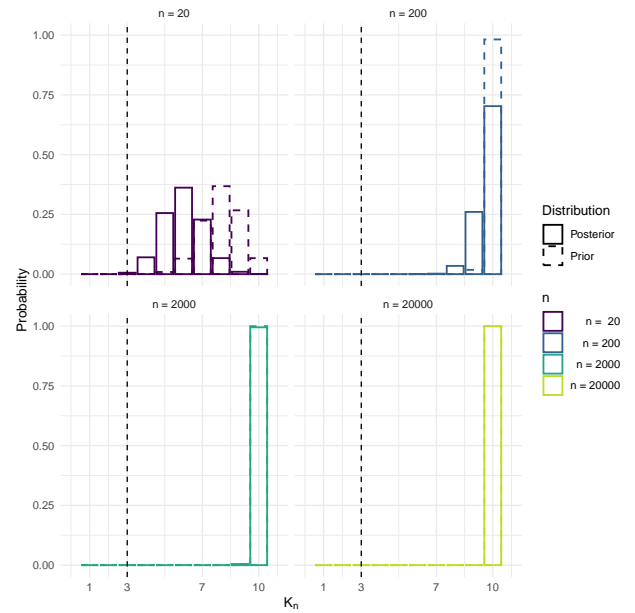 n = 20
n = 200
1.00
0.75
0.50
0.25
0.00
Probability
n = 2000
n = 20000
1.00
0.75
0.50
0.25
0.00
1 3 7 10
1 3 7 10
Kn
Distribution
Posterior
Prior
n
n = 20
n = 200
n = 2000
n = 20000